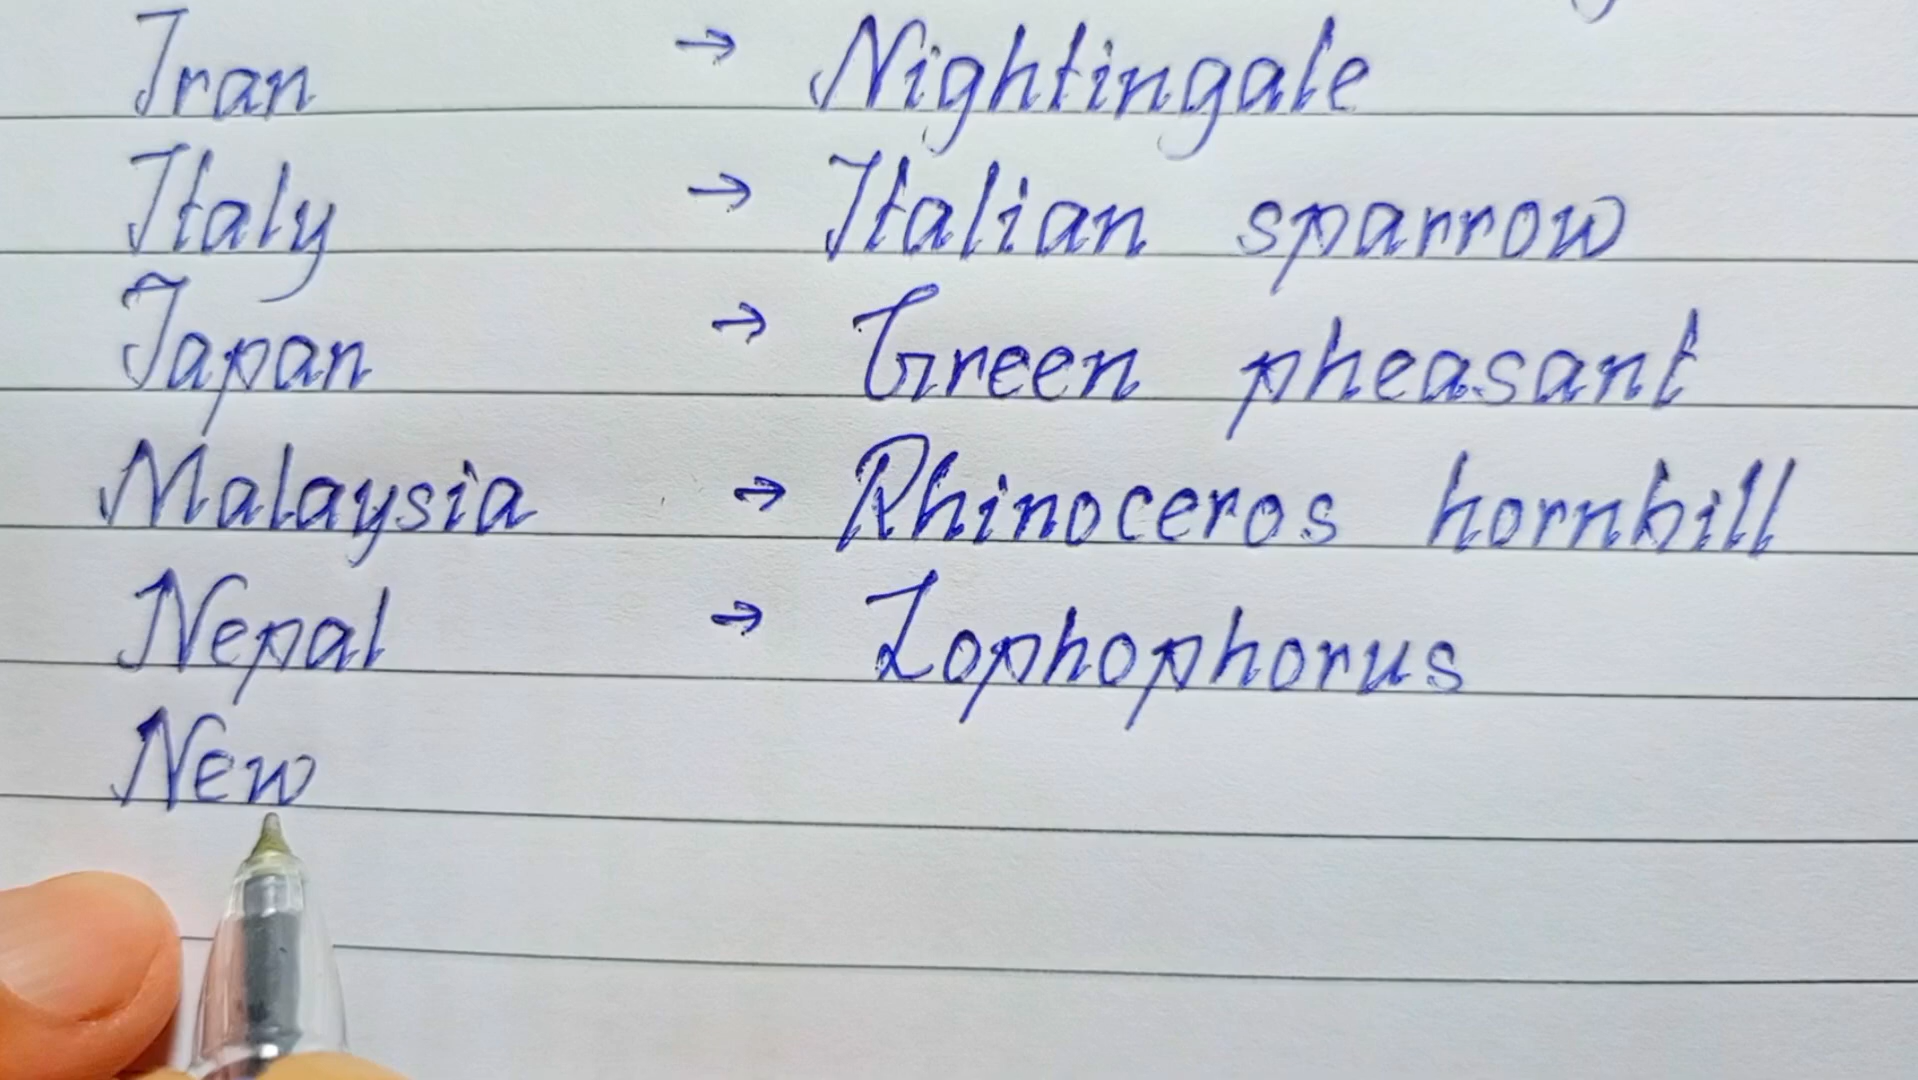 Iran → Nightingale
Italy → Italian sparrow
Japan → Green pheasant
Malaysia → Rhinoceros hornbill
Nepal → Lophophorus
New